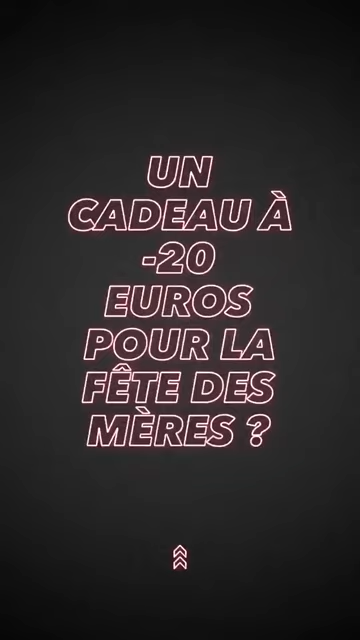 UN
CADEAU À
-20
EUROS
POUR LA
FÊTE DES
MÈRES ?